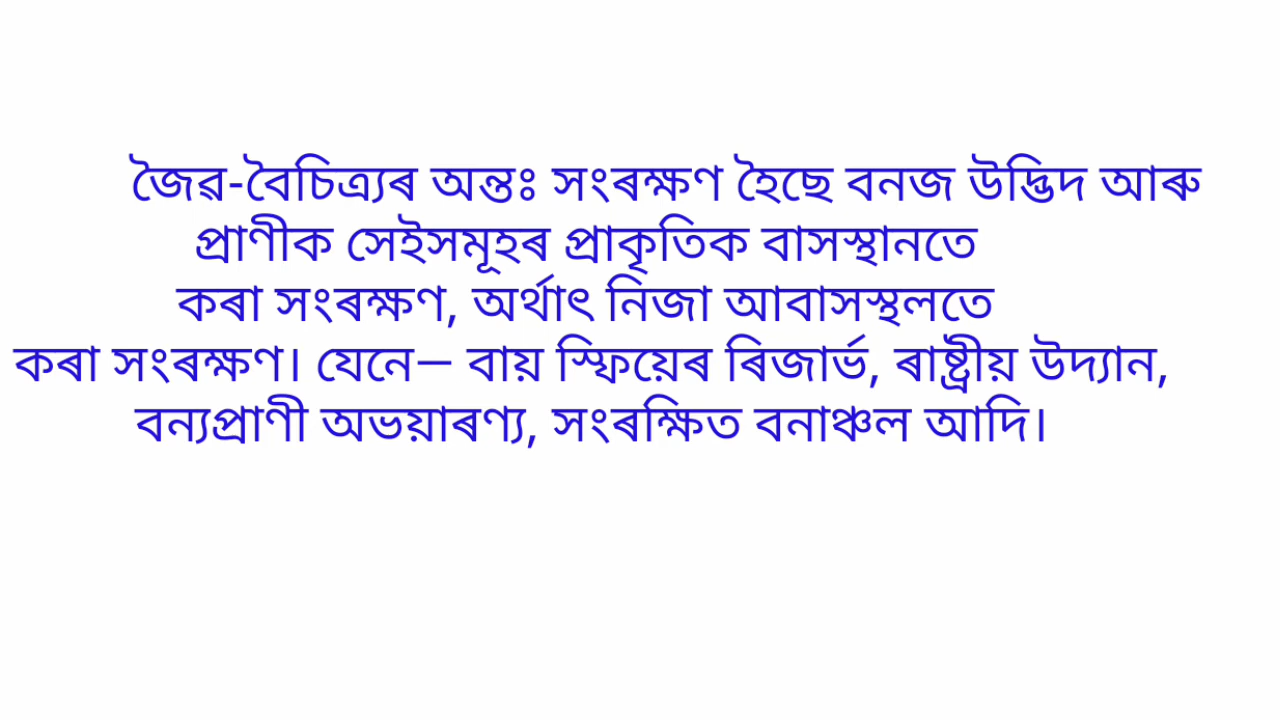 জৈৱ-বৈচিত্ৰ্যৰ অন্তঃ সংৰক্ষণ হৈছে বনজ উদ্ভিদ আৰু
প্ৰাণীক সেইসমূহৰ প্ৰাকৃতিক বাসস্থানতে
কৰা সংৰক্ষণ, অৰ্থাৎ নিজা আবাসস্থলতে
কৰা সংৰক্ষণ। যেনে— বায় স্ফিয়েৰ ৰিজাৰ্ভ, ৰাষ্ট্ৰীয় উদ্যান,
বন্যপ্ৰাণী অভয়াৰণ্য, সংৰক্ষিত বনাঞ্চল আদি।